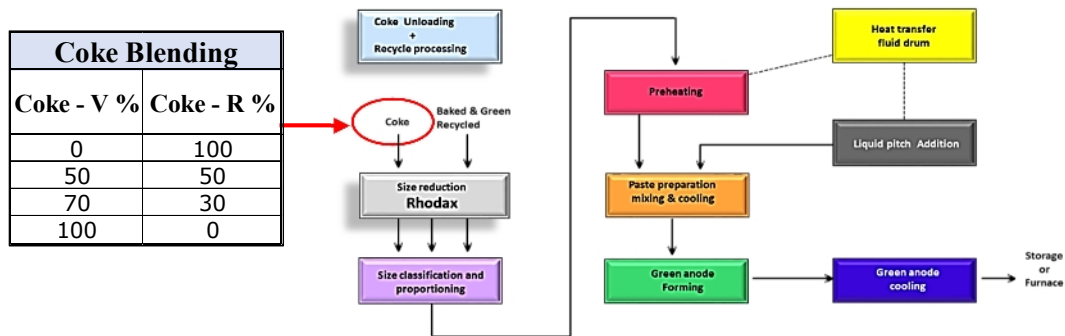 Coke Blending
Coke - V % Coke - R %
0 100
50 50
70 30
100 0
Coke Unloading
+
Recycle processing
Coke
Baked & Green
Recycled
Size reduction
Rhodax
Size classification and
proportioning
Preheating
Heat transfer
fluid drum
Liquid pitch Addition
Paste preparation
mixing & cooling
Green anode
Forming
Green anode
cooling
Storage
or
Furnace